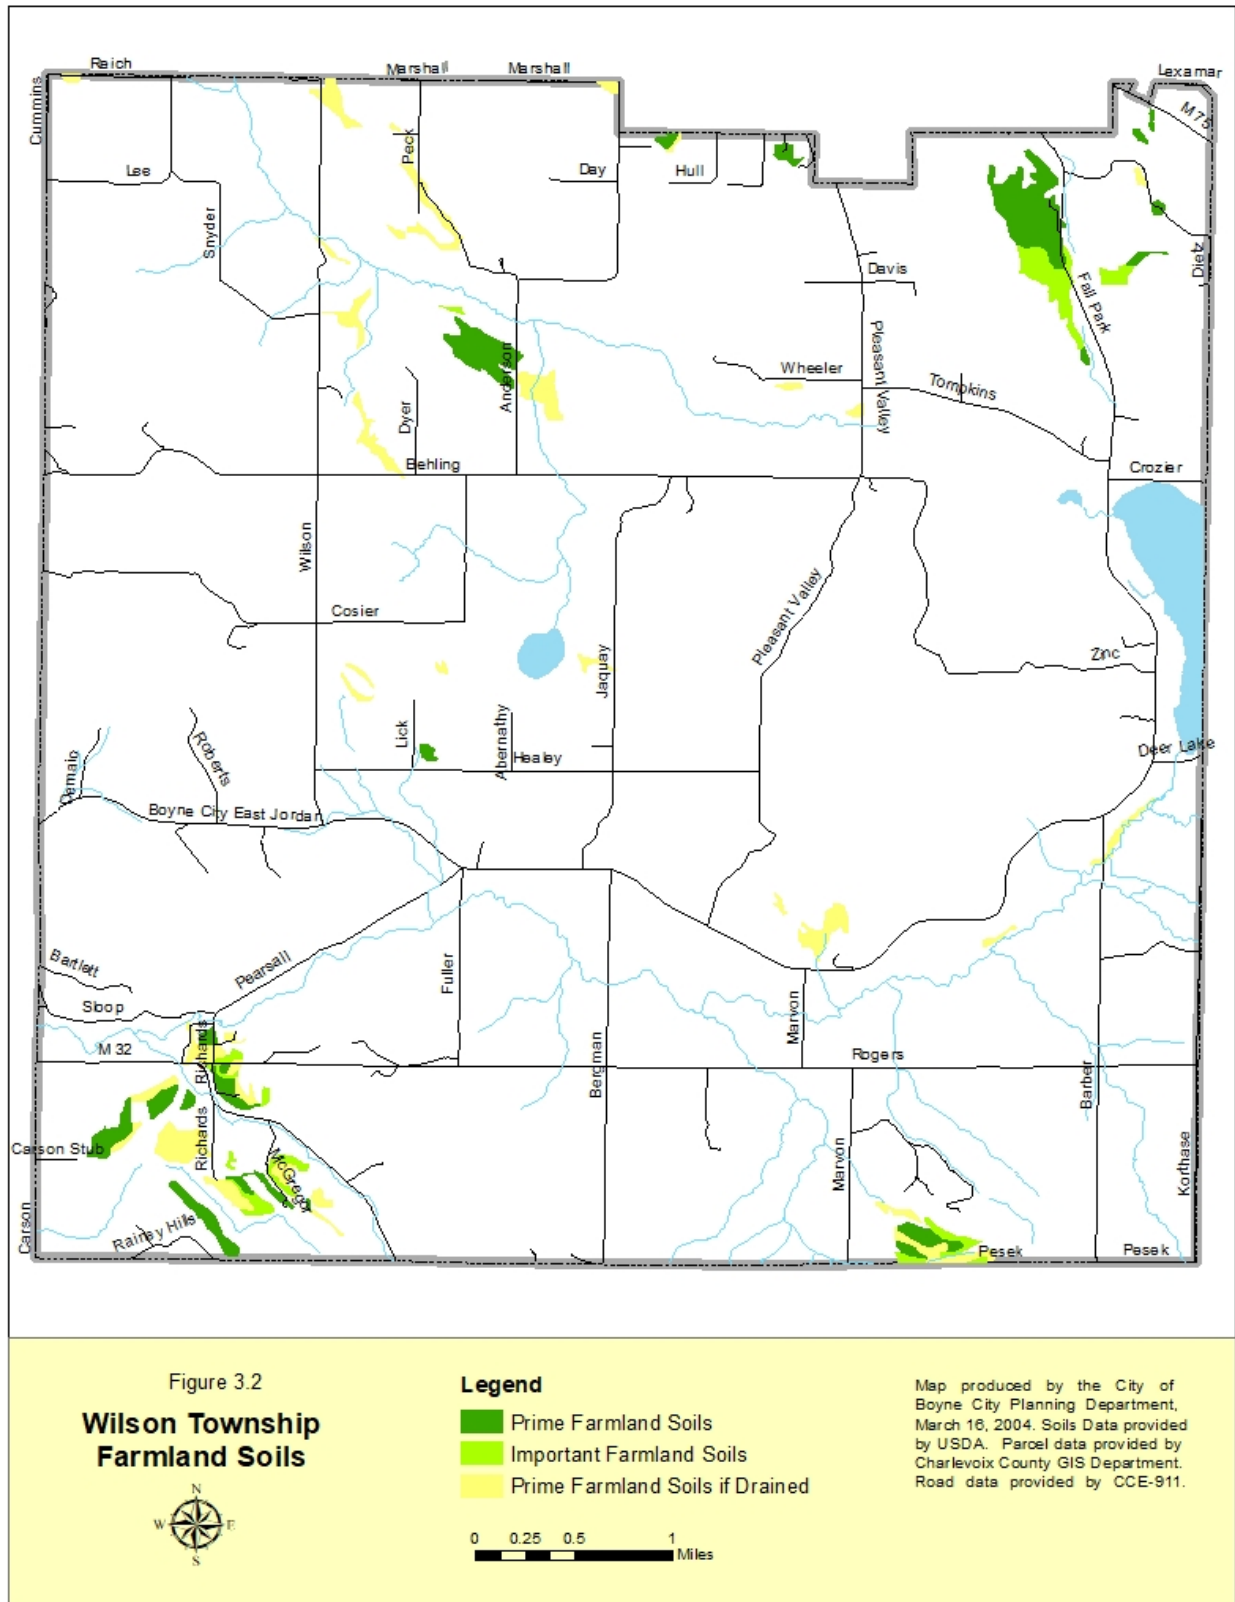 Reich
Marshall
Marshall
Lexamar
M 75
Cummins
Lee
Peck
Day
Hull
Snyder
Davis
Dietz
Fall Park
Anderson
Wheeler
Pleasant Valley
Tompkins
Dyer
Behling
Crozier
Wilson
Cosier
Pleasant Valley
Zinc
Jaquay
Lick
Abernathy
Healey
Deer Lake
Demaio
Roberts
Boyne City East Jordan
Bartlett
Pearsall
Fuller
Sloop
Richards
M 32
Marvon
Rogers
Bergman
Barber
Carson Stub
Richards
McGregg
Marvon
Korthase
Carson
Rainey Hills
Pesek
Pesek
Figure 3.2
Wilson Township
Farmland Soils
N
W E
S
Legend
Prime Farmland Soils
Important Farmland Soils
Prime Farmland Soils if Drained
0 0.25 0.5 1
Miles
Map produced by the City of
Boyne City Planning Department,
March 16, 2004. Soils Data provided
by USDA. Parcel data provided by
Charlevoix County GIS Department.
Road data provided by CCE-911.